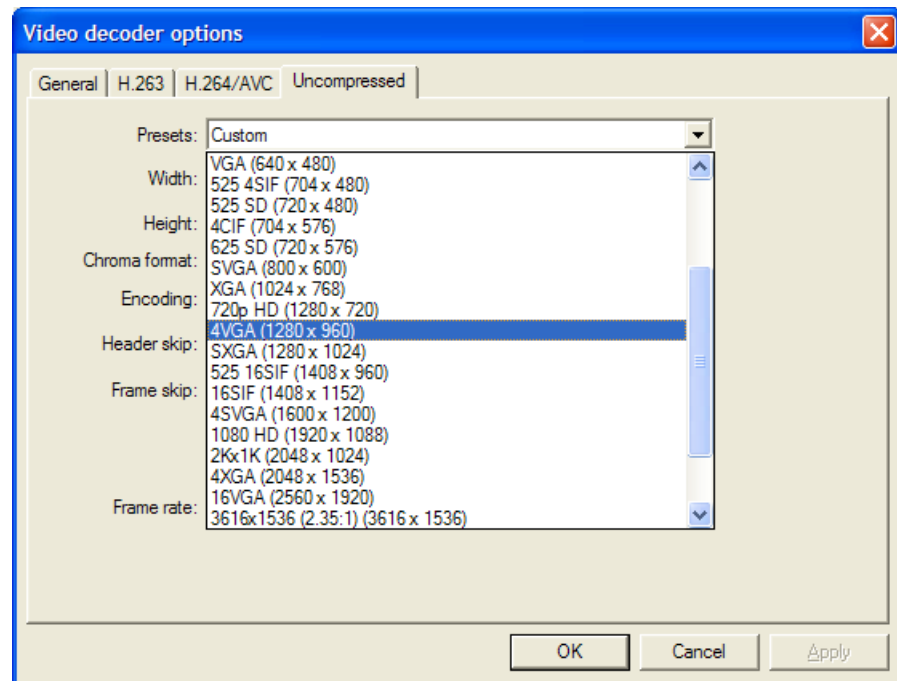 Video decoder options
General H.263 H.264/AVC Uncompressed
Presets: Custom
VGA (640 x 480)
Width: 525 4SIF (704 x 480)
525 SD (720 x 480)
Height: 4CIF (704 x 576)
625 SD (720 x 576)
Chroma format: SVGA (800 x 600)
XGA (1024 x 768)
Encoding: 720p HD (1280 x 720)
4VGA (1280 x 960)
Header skip: SXGA (1280 x 1024)
525 16SIF (1408 x 960)
Frame skip: 16SIF (1408 x 1152)
4SVGA (1600 x 1200)
1080 HD (1920 x 1088)
2Kx1K (2048 x 1024)
4XGA (2048 x 1536)
16VGA (2560 x 1920)
Frame rate: 3616x1536 (2.35:1) (3616 x 1536)
OK Cancel Apply